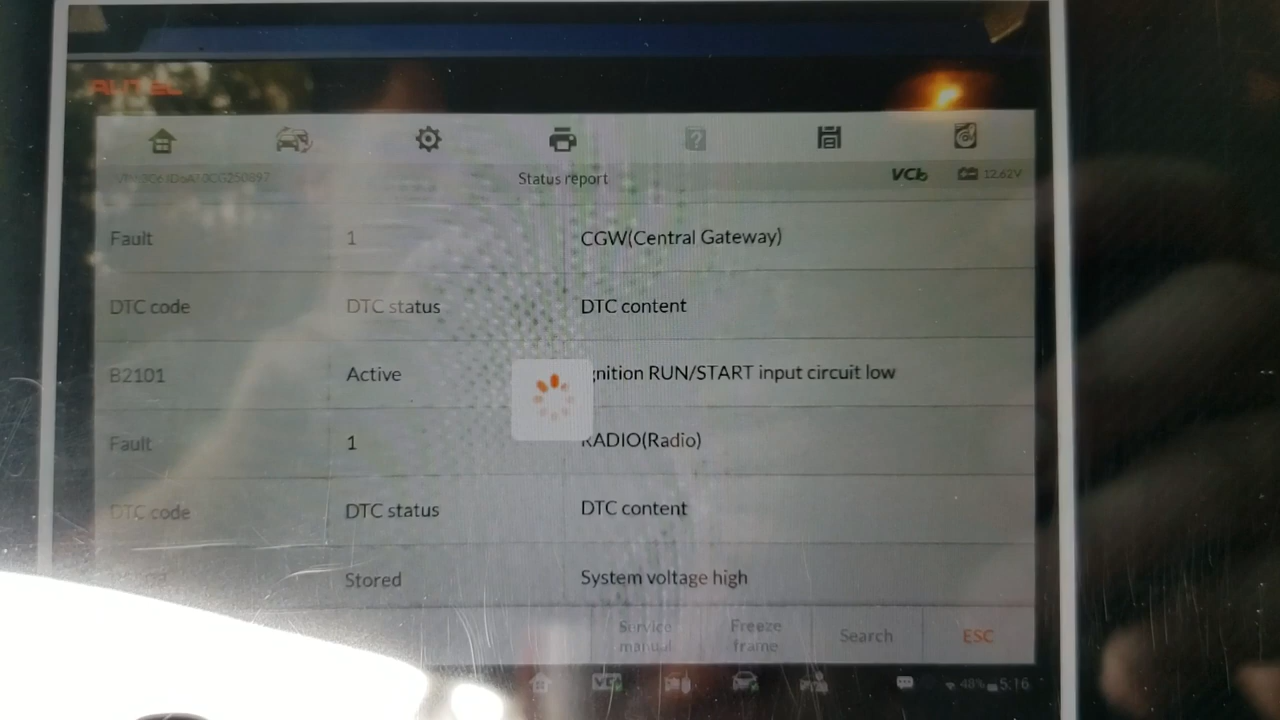 AUTEL
Status report VCI 12.62V
Fault 1 CGW(Central Gateway)
DTC code DTC status DTC content
B2101 Active gnition RUN/START input circuit low
Fault 1 RADIO(Radio)
DTC code DTC status DTC content
Stored System voltage high
Service manual Freeze frame Search ESC
48% 5:16